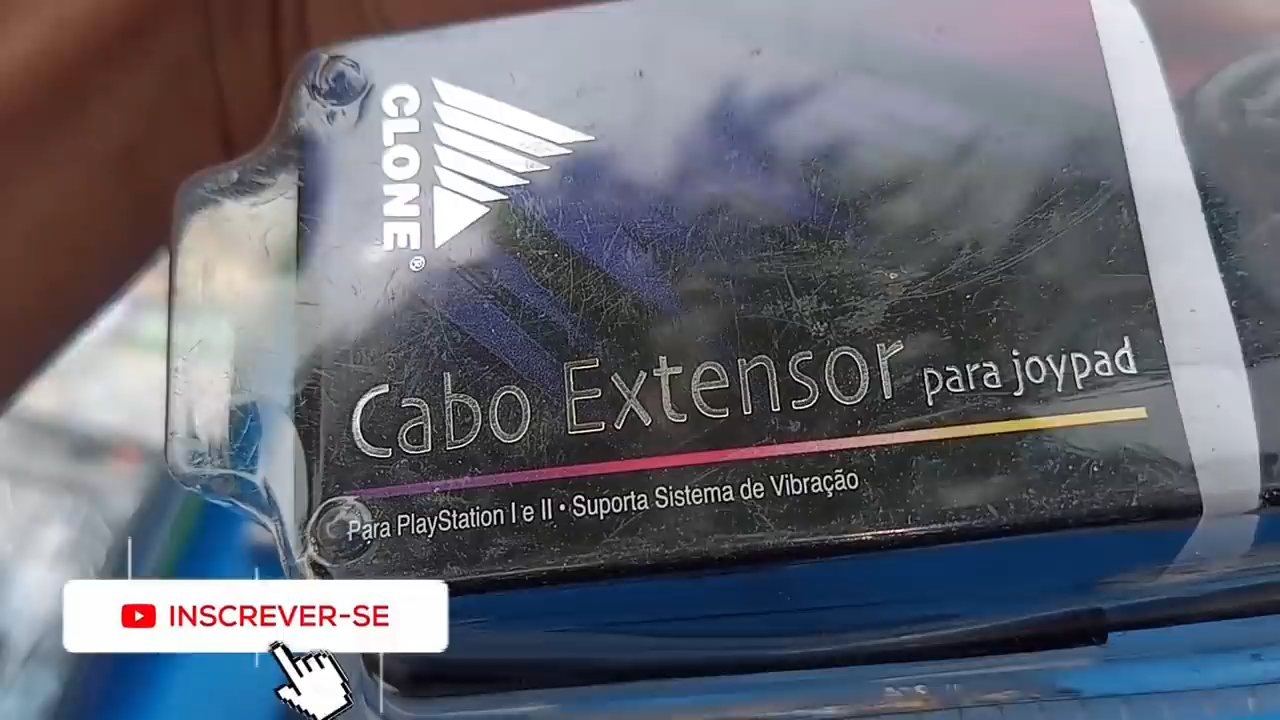 CLONE®
Cabo Extensor para joypad
Para PlayStation I e II • Suporta Sistema de Vibração
INSCREVER-SE